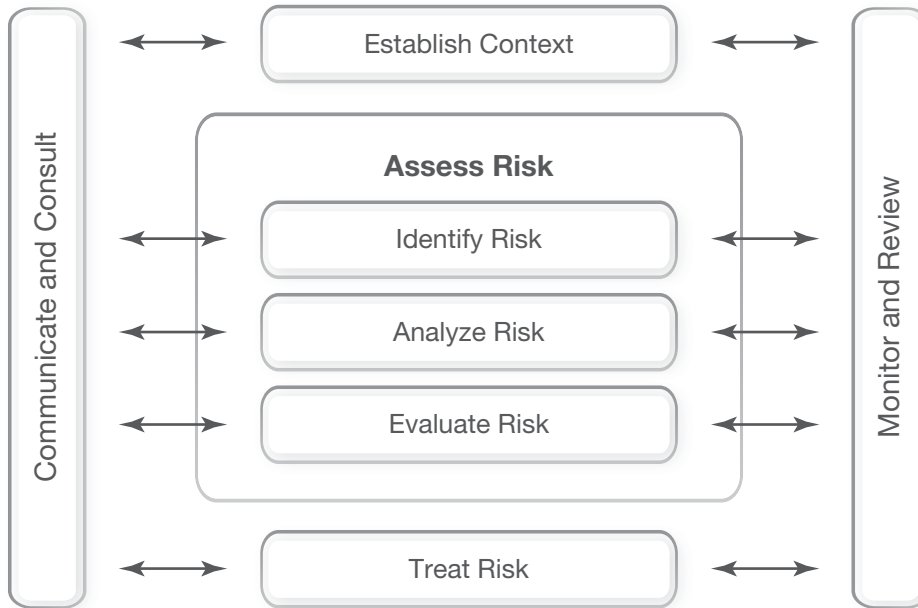 Communicate and Consult
Establish Context
Assess Risk
Identify Risk
Analyze Risk
Evaluate Risk
Treat Risk
Monitor and Review